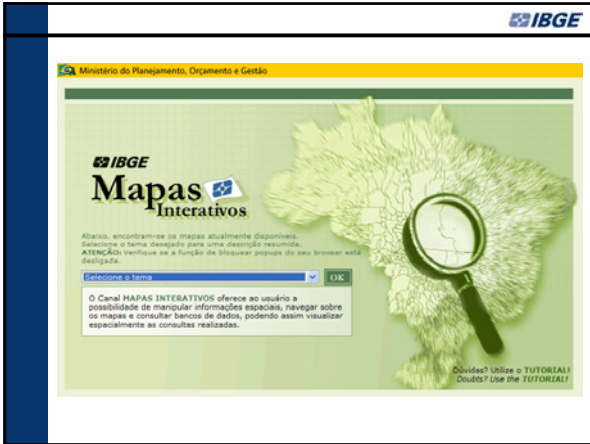 IBGE
Ministério do Planejamento, Orçamento e Gestão
IBGE
Mapas
Interativos
Abaixo, encontram-se os mapas atualmente disponíveis.
Selecione o tema desejado para uma descrição resumida.
ATENÇÃO: Verifique se a função de bloquear popups do seu browser está
desligada.
Selecione o tema OK
O Canal MAPAS INTERATIVOS oferece ao usuário a
possibilidade de manipular informações espaciais, navegar sobre
os mapas e consultar bancos de dados, podendo assim visualizar
espacialmente as consultas realizadas.
Dúvidas? Utilize o TUTORIAL!
Doubts? Use the TUTORIAL!